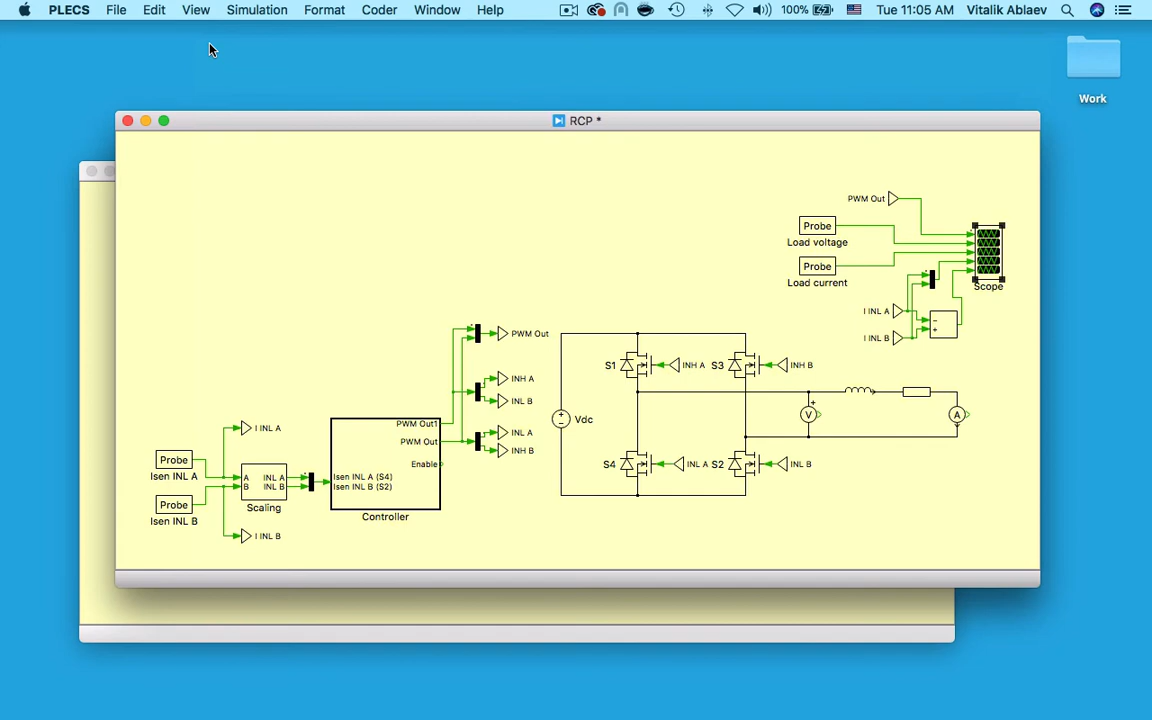 PLECS File Edit View Simulation Format Coder Window Help 100% Tue 11:05 AM Vitalik Ablaev
Work
RCP *
PWM Out
Probe
Load voltage
Probe
Load current
Scope
I INL A
I INL B
PWM Out
INH A
INL B
INL A
INH B
S1
INH A
S3
INH B
Vdc
V
A
S4
INL A
S2
INL B
I INL A
Probe
Isen INL A
Probe
Isen INL B
I INL B
A INL A
B INL B
Scaling
PWM Out1
PWM Out
Enable
Isen INL A (S4)
Isen INL B (S2)
Controller